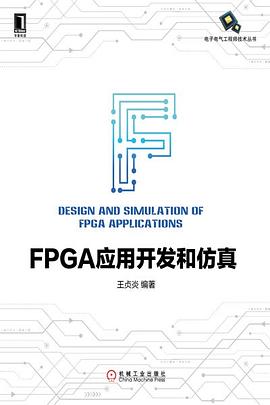 电子电气工程师技术丛书
DESIGN AND SIMULATION OF
FPGA APPLICATIONS
FPGA应用开发和仿真
王贞炎 编著
机械工业出版社
China Machine Press